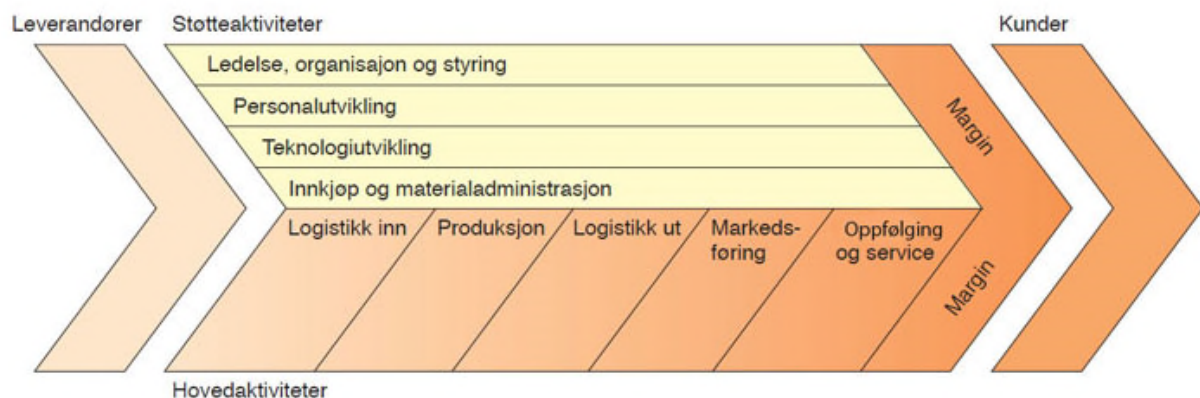 Leverandører
Støtteaktiviteter
Kunder
Ledelse, organisajon og styring
Personalutvikling
Teknologiutvikling
Innkjøp og materialadministrasjon
Margin
Logistikk inn
Produksjon
Logistikk ut
Markeds-
føring
Oppfølging
og service
Margin
Hovedaktiviteter